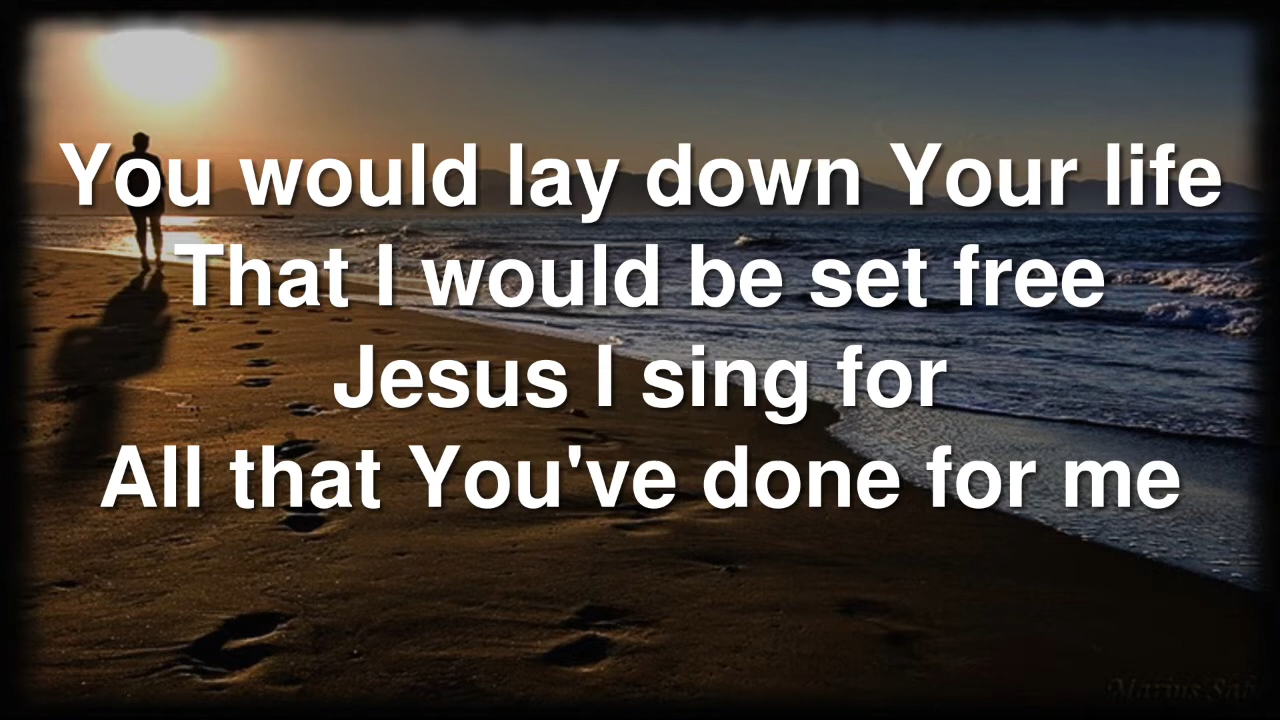 You would lay down Your life
That I would be set free
Jesus I sing for
All that You've done for me